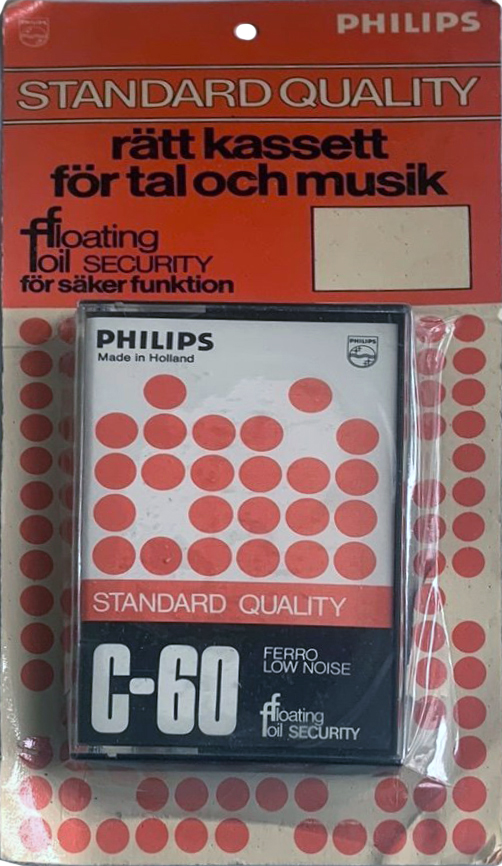 PHILIPS
STANDARD QUALITY
rätt kassett
för tal och musik
floating
foil SECURITY
för säker funktion
PHILIPS
Made in Holland
STANDARD QUALITY
C-60
FERRO
LOW NOISE
floating
foil SECURITY